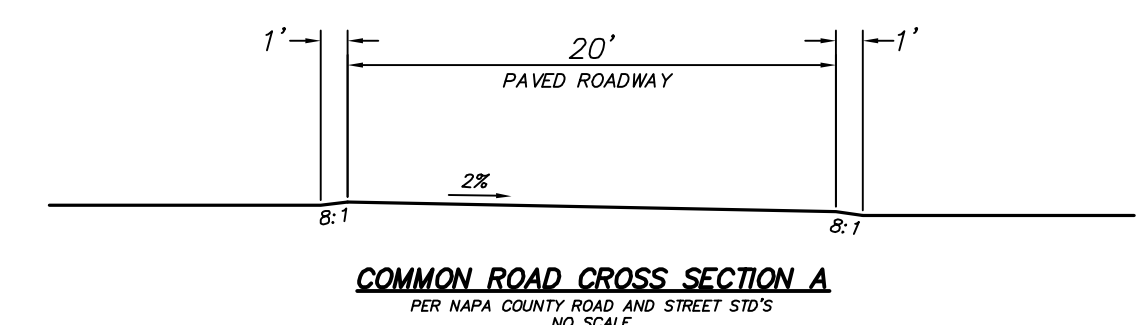 1' 20' 1'
PAVED ROADWAY
2%
8:1 8:1
COMMON ROAD CROSS SECTION A
PER NAPA COUNTY ROAD AND STREET STD'S
NO SCALE